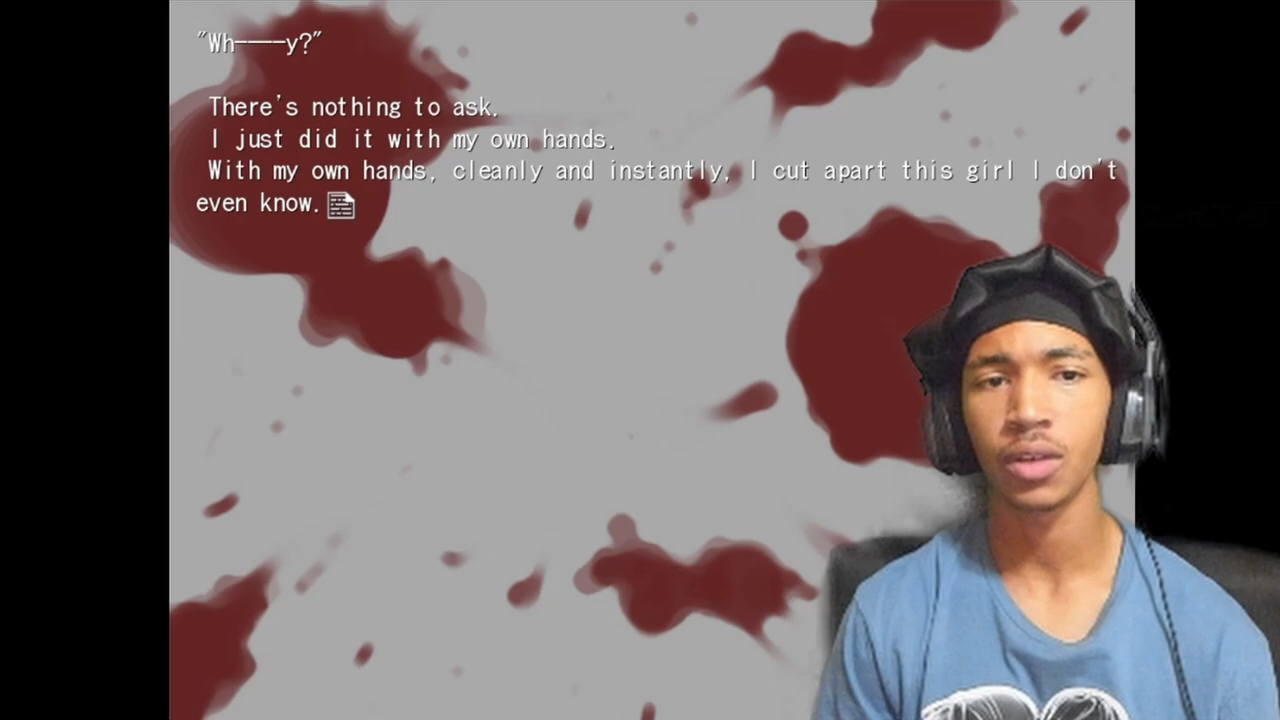 "Wh───y?"
There's nothing to ask.
I just did it with my own hands.
With my own hands, cleanly and instantly, I cut apart this girl I don't
even know.